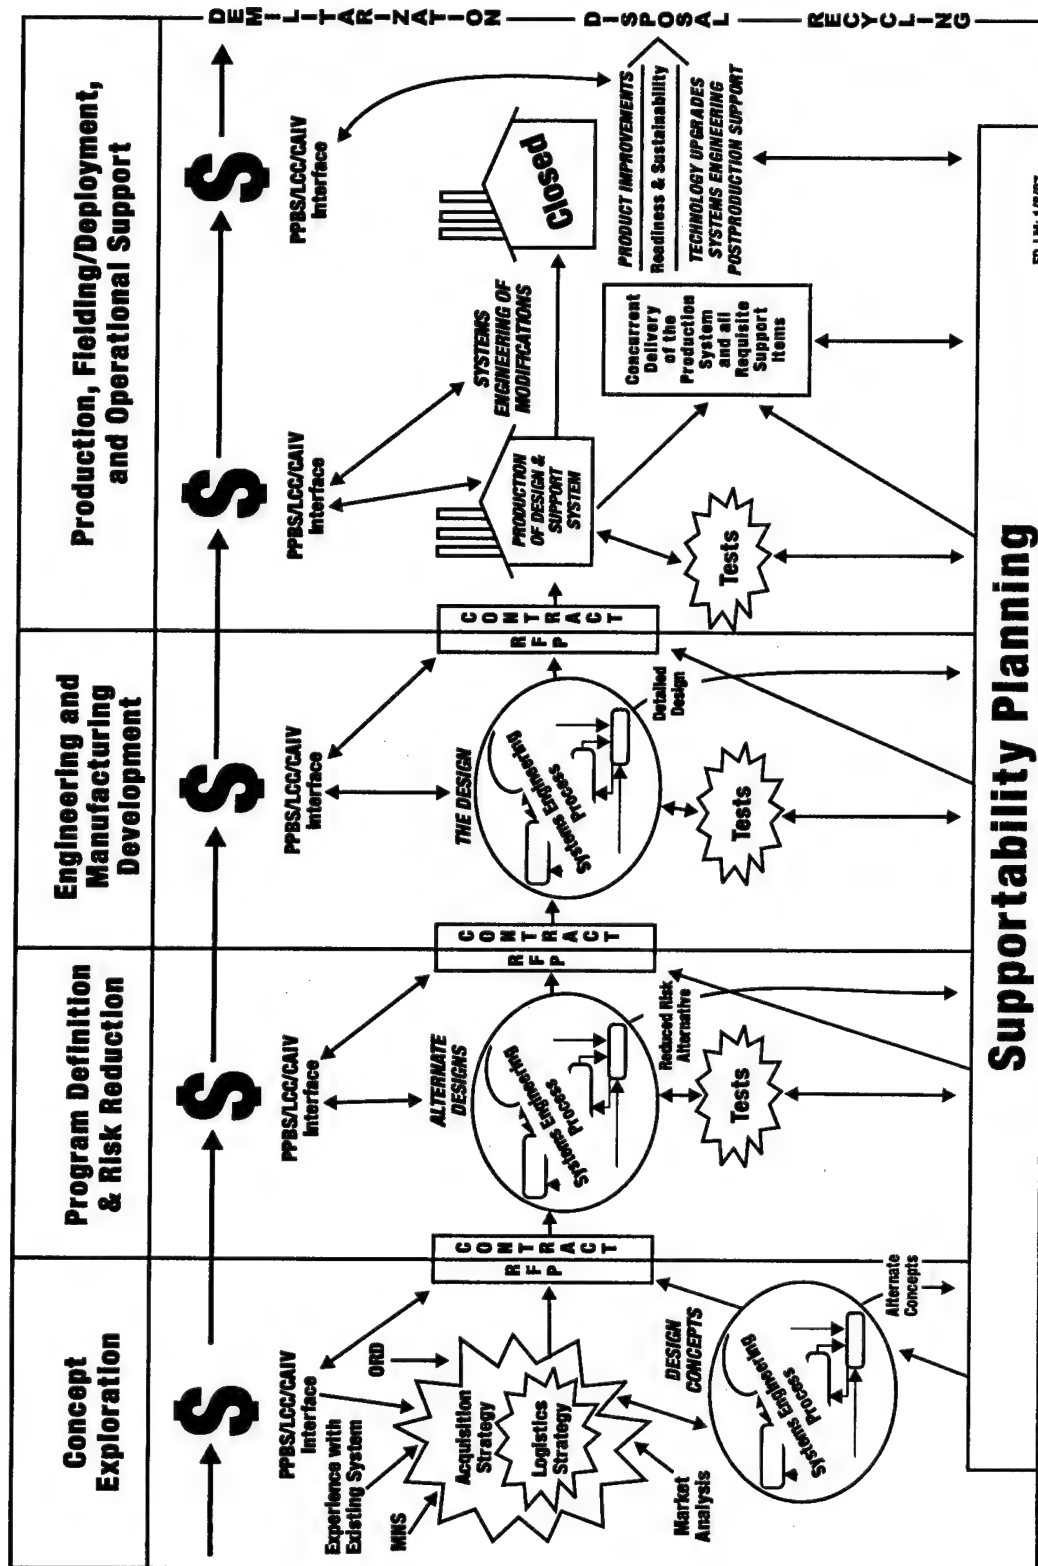 Concept
Exploration
Program Definition
& Risk Reduction
Engineering and
Manufacturing
Development
Production, Fielding/Deployment,
and Operational Support
$
$
$
$
$
PPBS/LCC/CAIV
Interface
Experience with
Existing System
MNS
ORD
Acquisition
Strategy
Logistics
Strategy
Market
Analysis
DESIGN
CONCEPTS
Systems Engineering
Process
Alternate
Concepts
RFP
CONTRACT
PPBS/LCC/CAIV
Interface
ALTERNATE
DESIGNS
Systems Engineering
Process
Reduced Risk
Alternative
Tests
RFP
CONTRACT
PPBS/LCC/CAIV
Interface
THE DESIGN
Systems Engineering
Process
Detailed
Design
Tests
RFP
CONTRACT
PPBS/LCC/CAIV
Interface
PRODUCTION
OF DESIGN &
SUPPORT
SYSTEM
Tests
SYSTEMS
ENGINEERING OF
MODIFICATIONS
Concurrent
Delivery
of the
Production
System
and all
Requisite
Support
Items
PPBS/LCC/CAIV
Interface
Closed
PRODUCT IMPROVEMENTS
Readiness & Sustainability
TECHNOLOGY UPGRADES
SYSTEMS ENGINEERING
POSTPRODUCTION SUPPORT
DEMILITARIZATION
DISPOSAL
RECYCLING
Supportability Planning